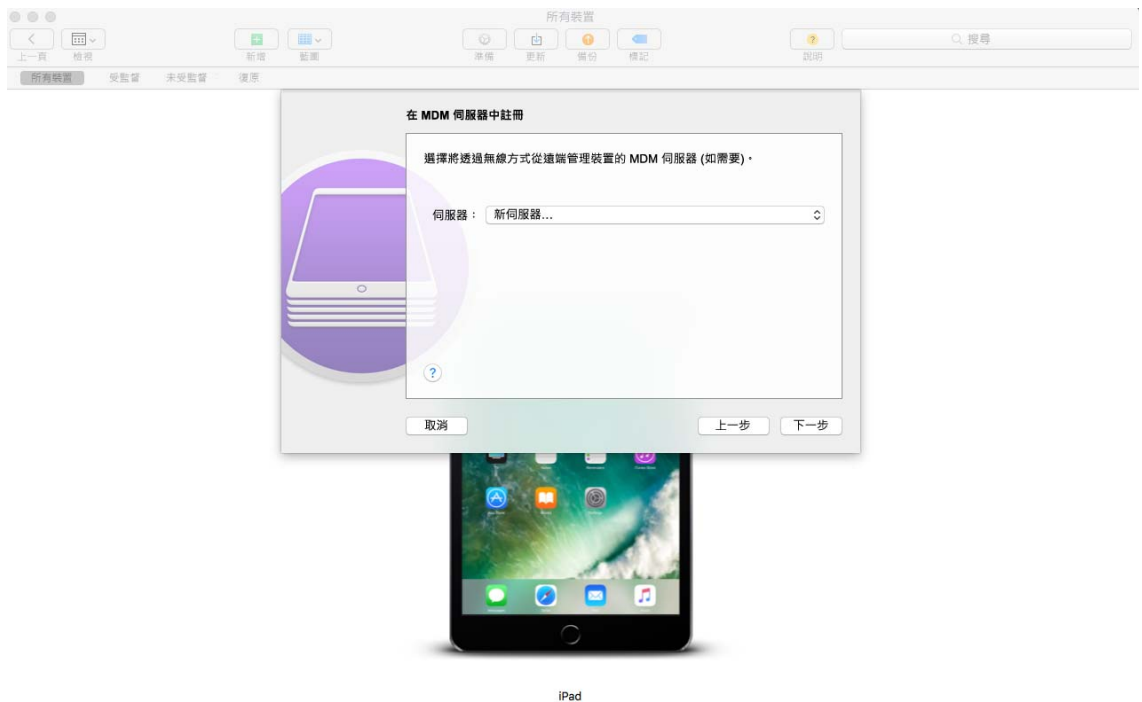 所有裝置
上一頁 檢視 新增 藍圖 準備 更新 備份 標記 說明 搜尋
所有裝置 受監督 未受監督 復原
在 MDM 伺服器中註冊
選擇將透過無線方式從遠端管理裝置的 MDM 伺服器 (如需要)。
伺服器： 新伺服器...
?
取消 上一步 下一步
iPad